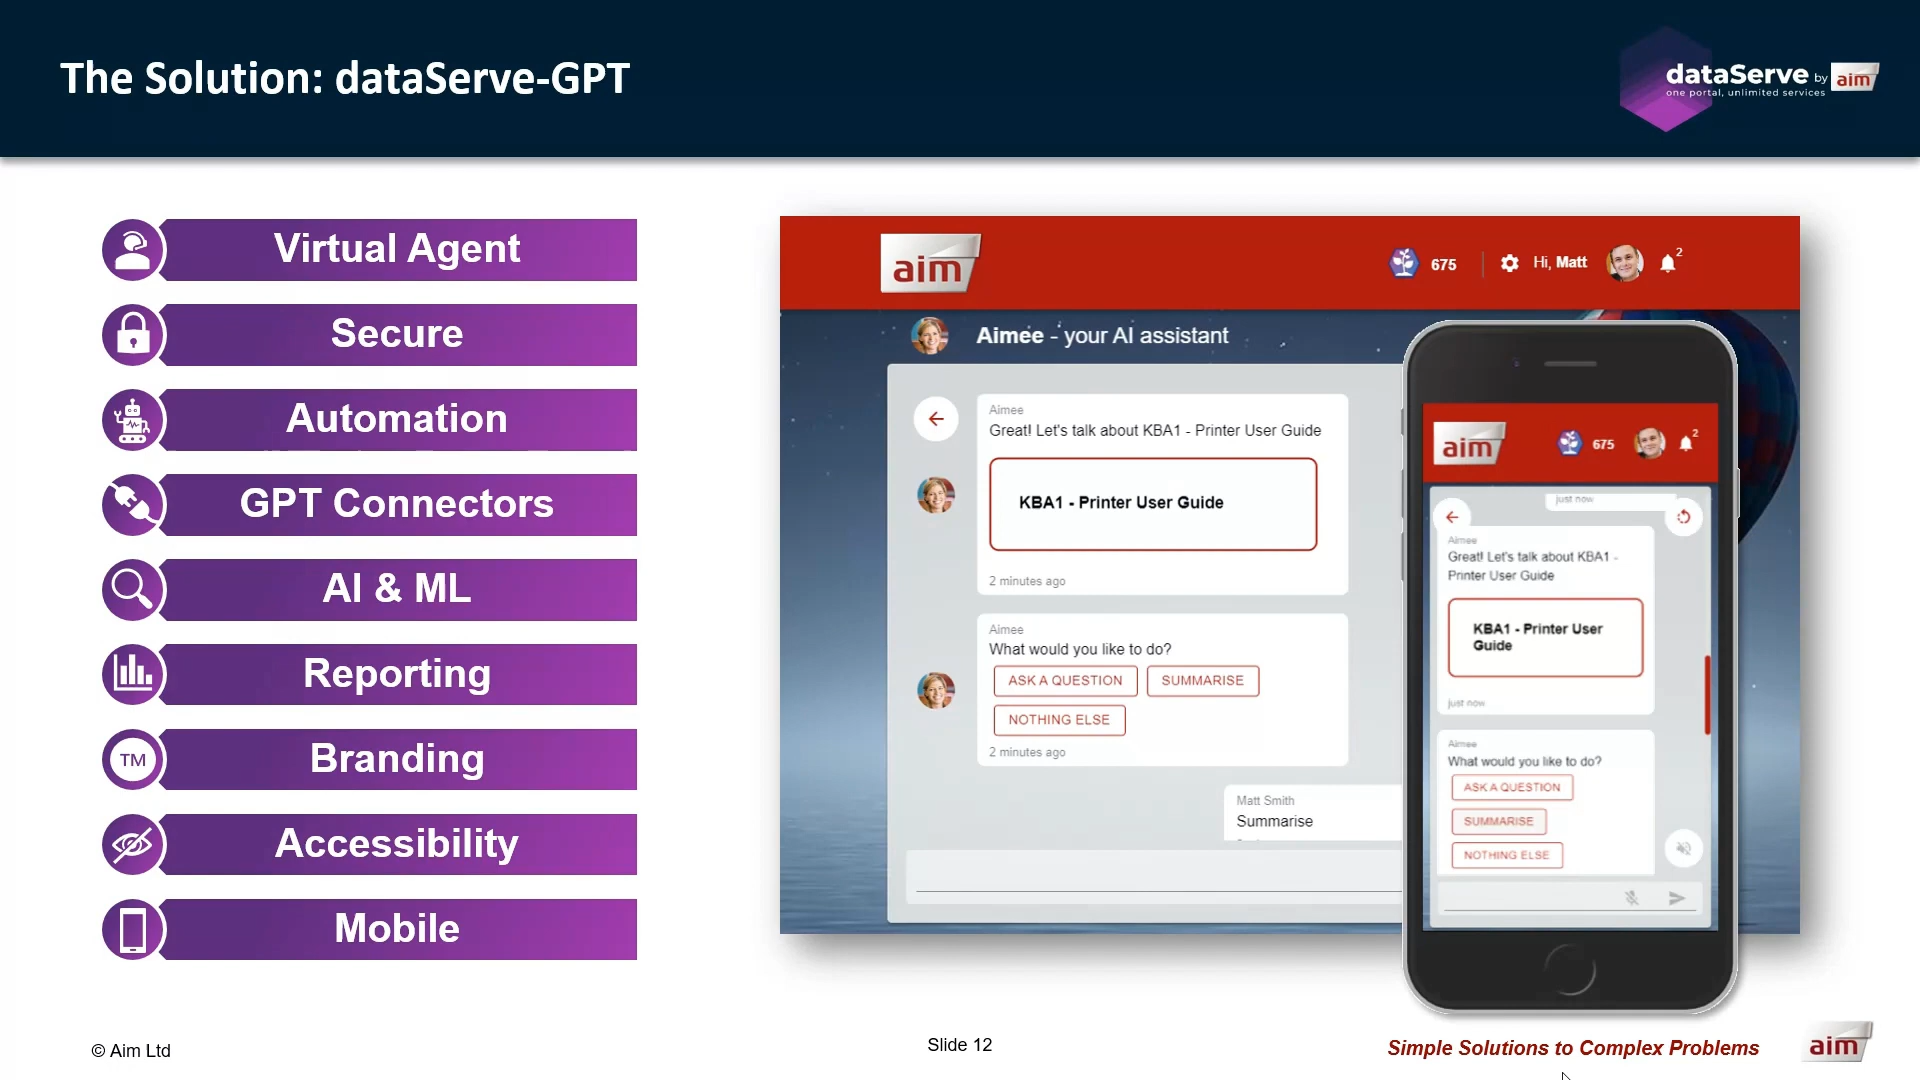 The Solution: dataServe-GPT
dataServe by aim
one portal, unlimited services
Virtual Agent
Secure
Automation
GPT Connectors
AI & ML
Reporting
TM
Branding
Accessibility
Mobile
aim
675
Hi, Matt
2
Aimee - your AI assistant
Aimee
Great! Let's talk about KBA1 - Printer User Guide
KBA1 - Printer User Guide
2 minutes ago
Aimee
What would you like to do?
ASK A QUESTION
SUMMARISE
NOTHING ELSE
2 minutes ago
Matt Smith
Summarise
aim
675
2
just now
Aimee
Great! Let's talk about KBA1 -
Printer User Guide
KBA1 - Printer User
Guide
just now
Aimee
What would you like to do?
ASK A QUESTION
SUMMARISE
NOTHING ELSE
© Aim Ltd
Slide 12
Simple Solutions to Complex Problems
aim